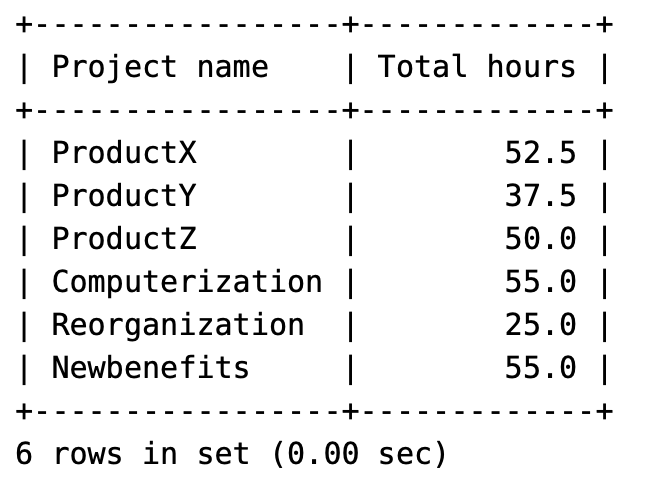 +-----------------+-------------+
| Project name    | Total hours |
+-----------------+-------------+
| ProductX        |        52.5 |
| ProductY        |        37.5 |
| ProductZ        |        50.0 |
| Computerization |        55.0 |
| Reorganization  |        25.0 |
| Newbenefits     |        55.0 |
+-----------------+-------------+
6 rows in set (0.00 sec)